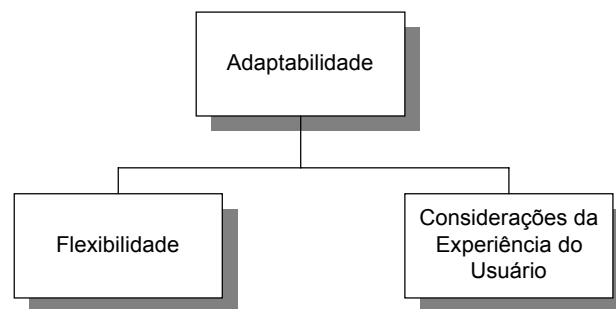 Adaptabilidade
Flexibilidade
Considerações da
Experiência do
Usuário